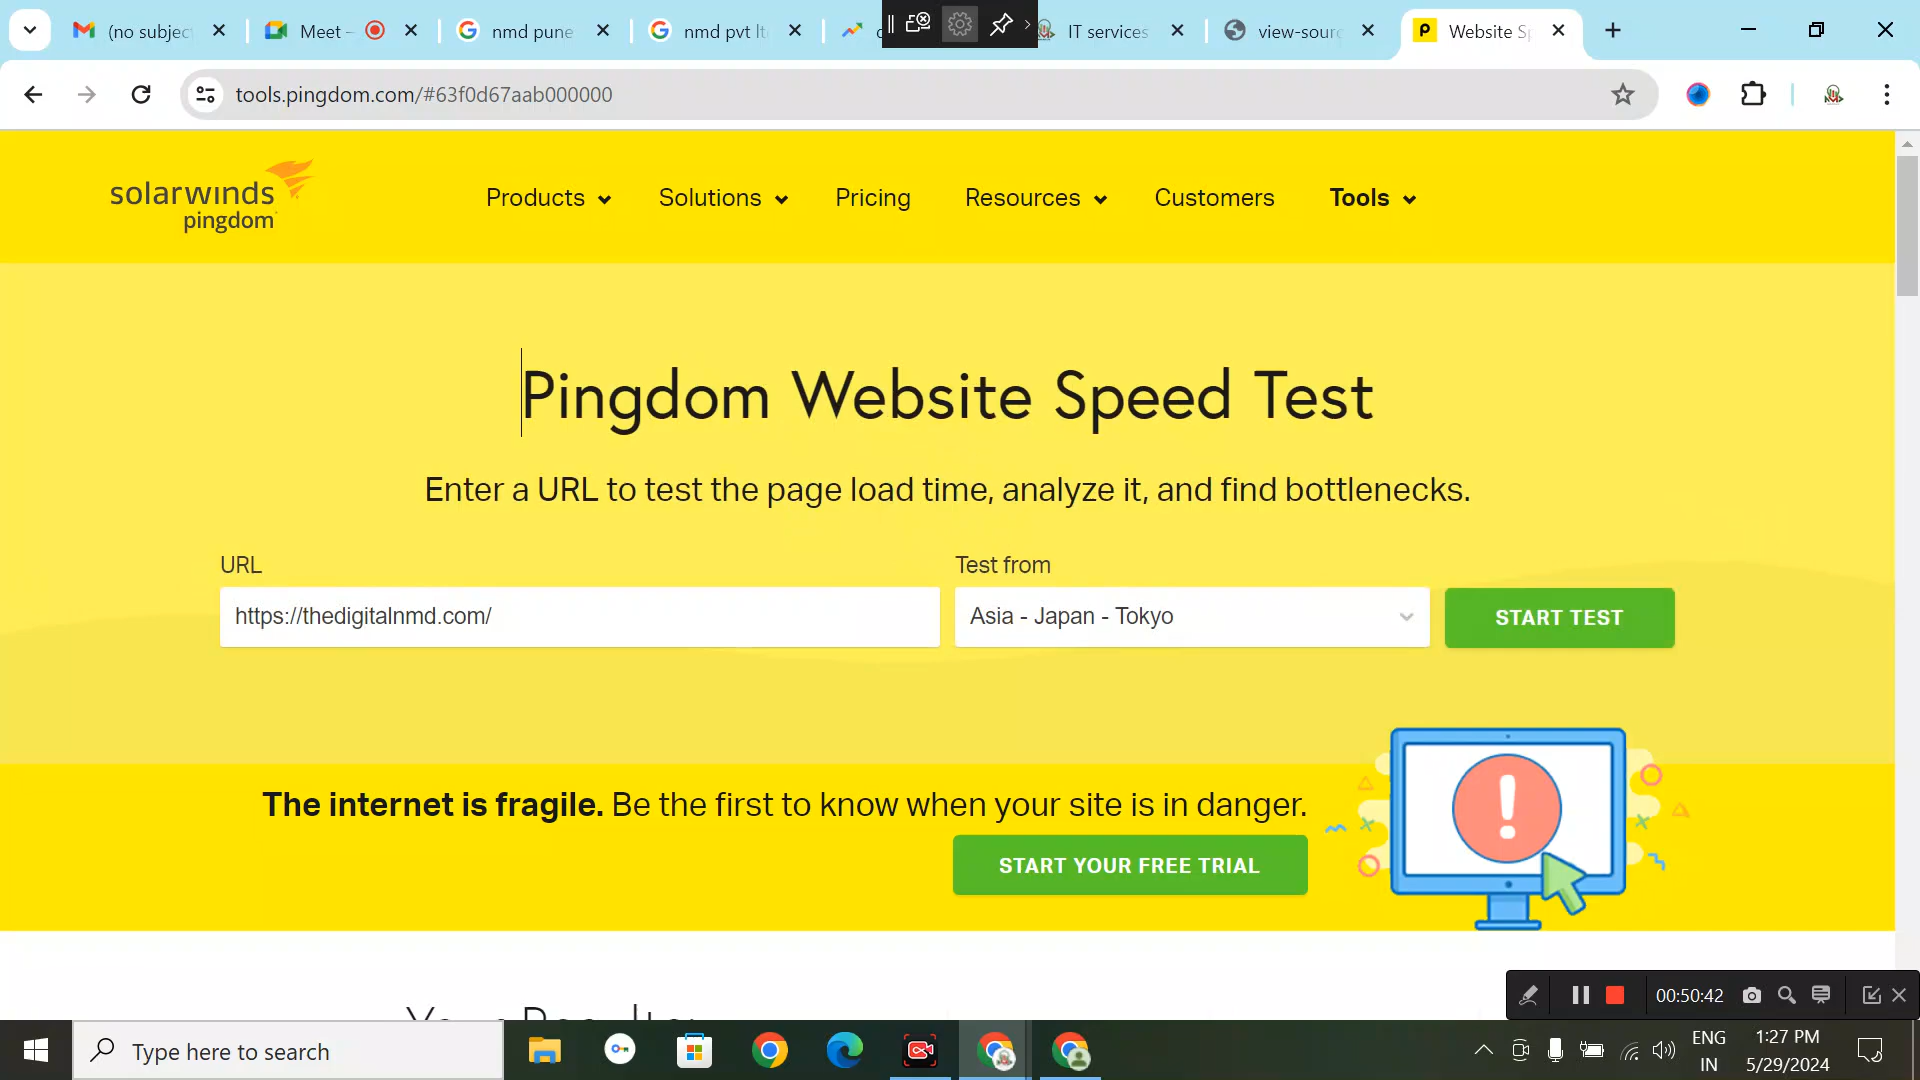 (no subjec
Meet –
nmd pune
nmd pvt lt
IT services
view-sourc
Website Sp
tools.pingdom.com/#63f0d67aab000000
solarwinds
pingdom
Products
Solutions
Pricing
Resources
Customers
Tools
Pingdom Website Speed Test
Enter a URL to test the page load time, analyze it, and find bottlenecks.
URL
Test from
https://thedigitalnmd.com/
Asia - Japan - Tokyo
START TEST
The internet is fragile. Be the first to know when your site is in danger.
START YOUR FREE TRIAL
00:50:42
Type here to search
ENG
IN
1:27 PM
5/29/2024